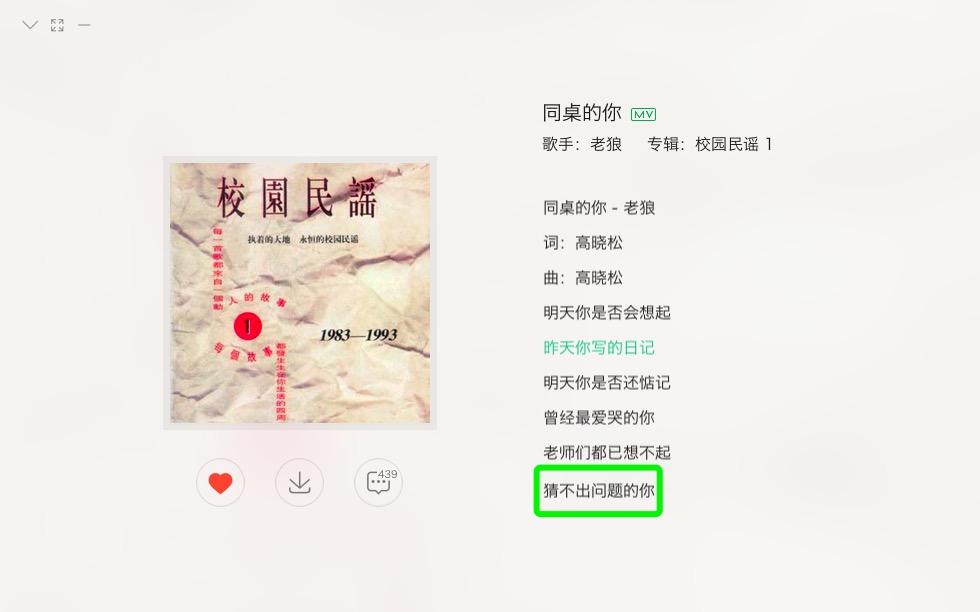 同桌的你 MV
歌手：老狼 专辑：校园民谣 1
校園民謠
执着的大地 永恒的校园民谣
每一首歌都來自一個動
人的故事
1
1983—1993
每個故事
都發生在你生活的四周
439
同桌的你 - 老狼
词：高晓松
曲：高晓松
明天你是否会想起
昨天你写的日记
明天你是否还惦记
曾经最爱哭的你
老师们都已想不起
猜不出问题的你